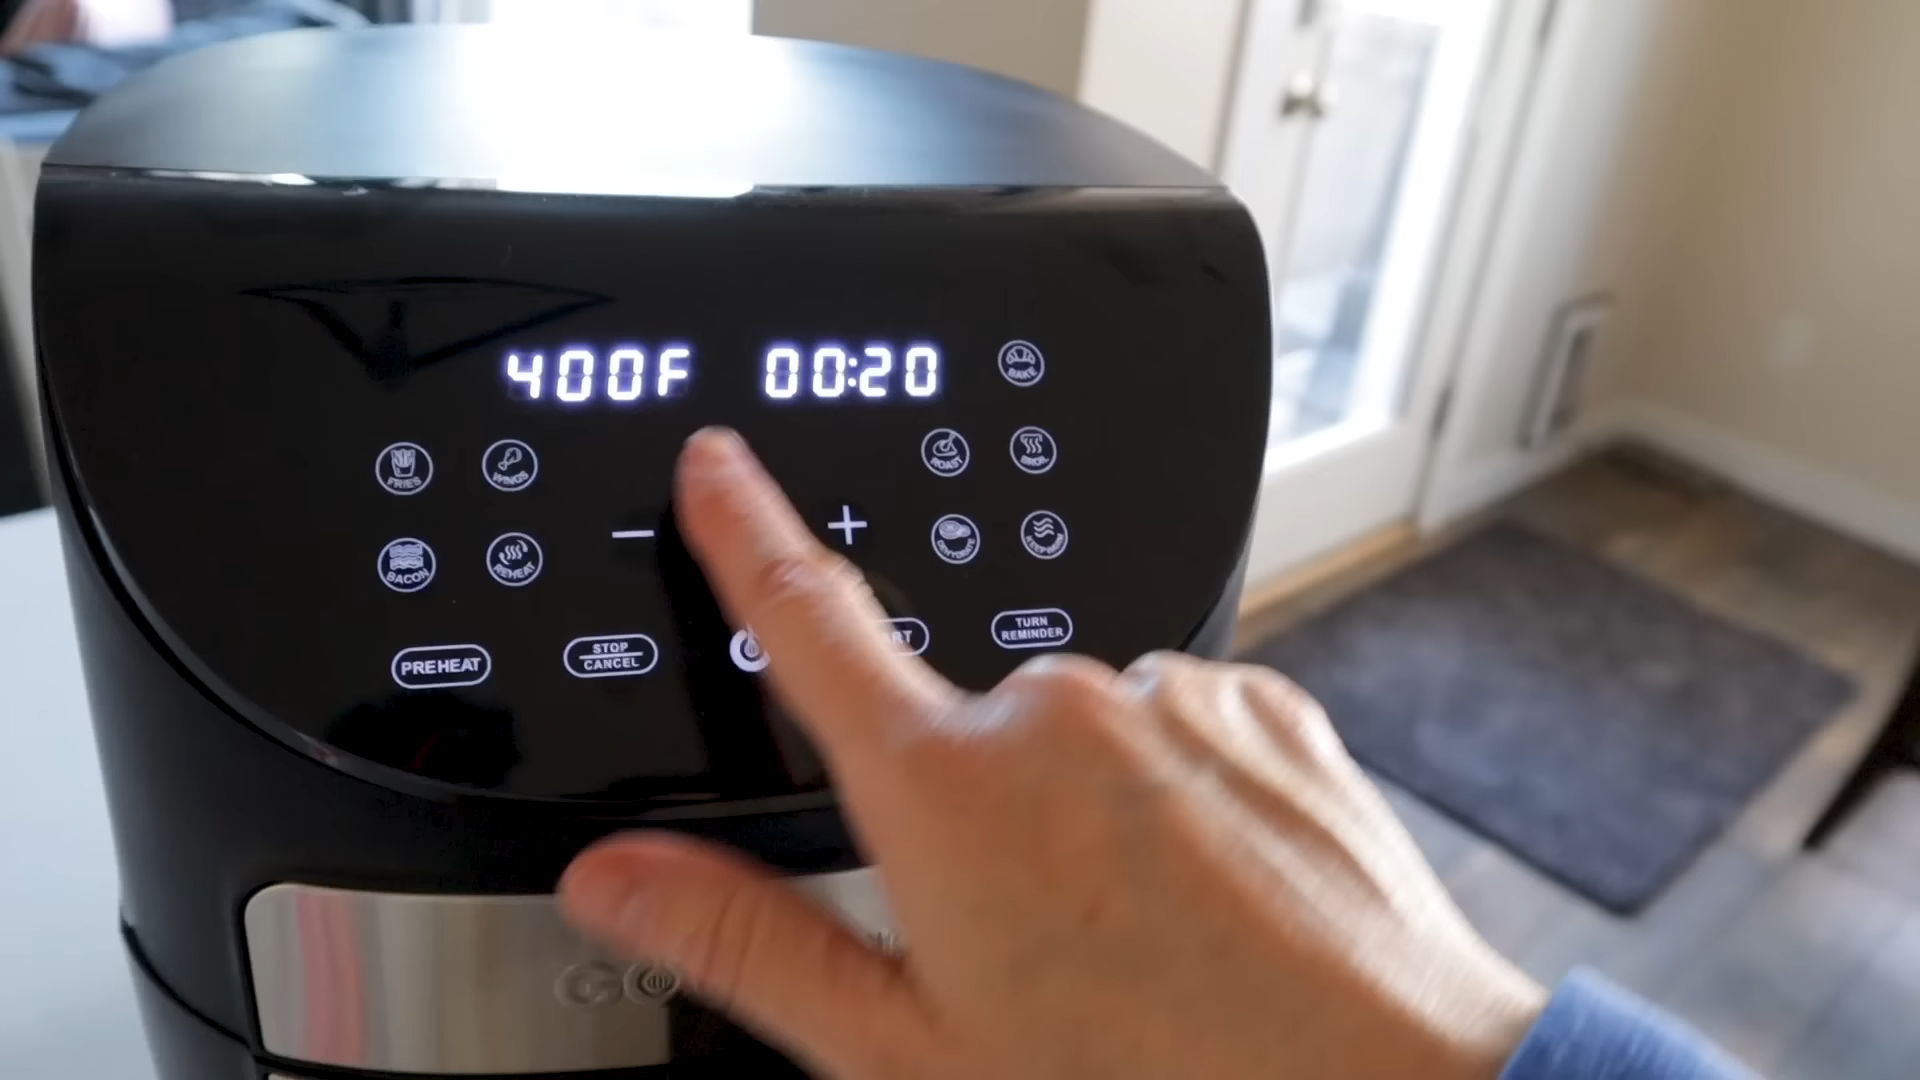 400F 00:20
BAKE
FRIES
WINGS
ROAST
BROIL
BACON
REHEAT
− +
DEHYDRATE
KEEP WARM
PREHEAT
STOP
CANCEL
TURN
REMINDER